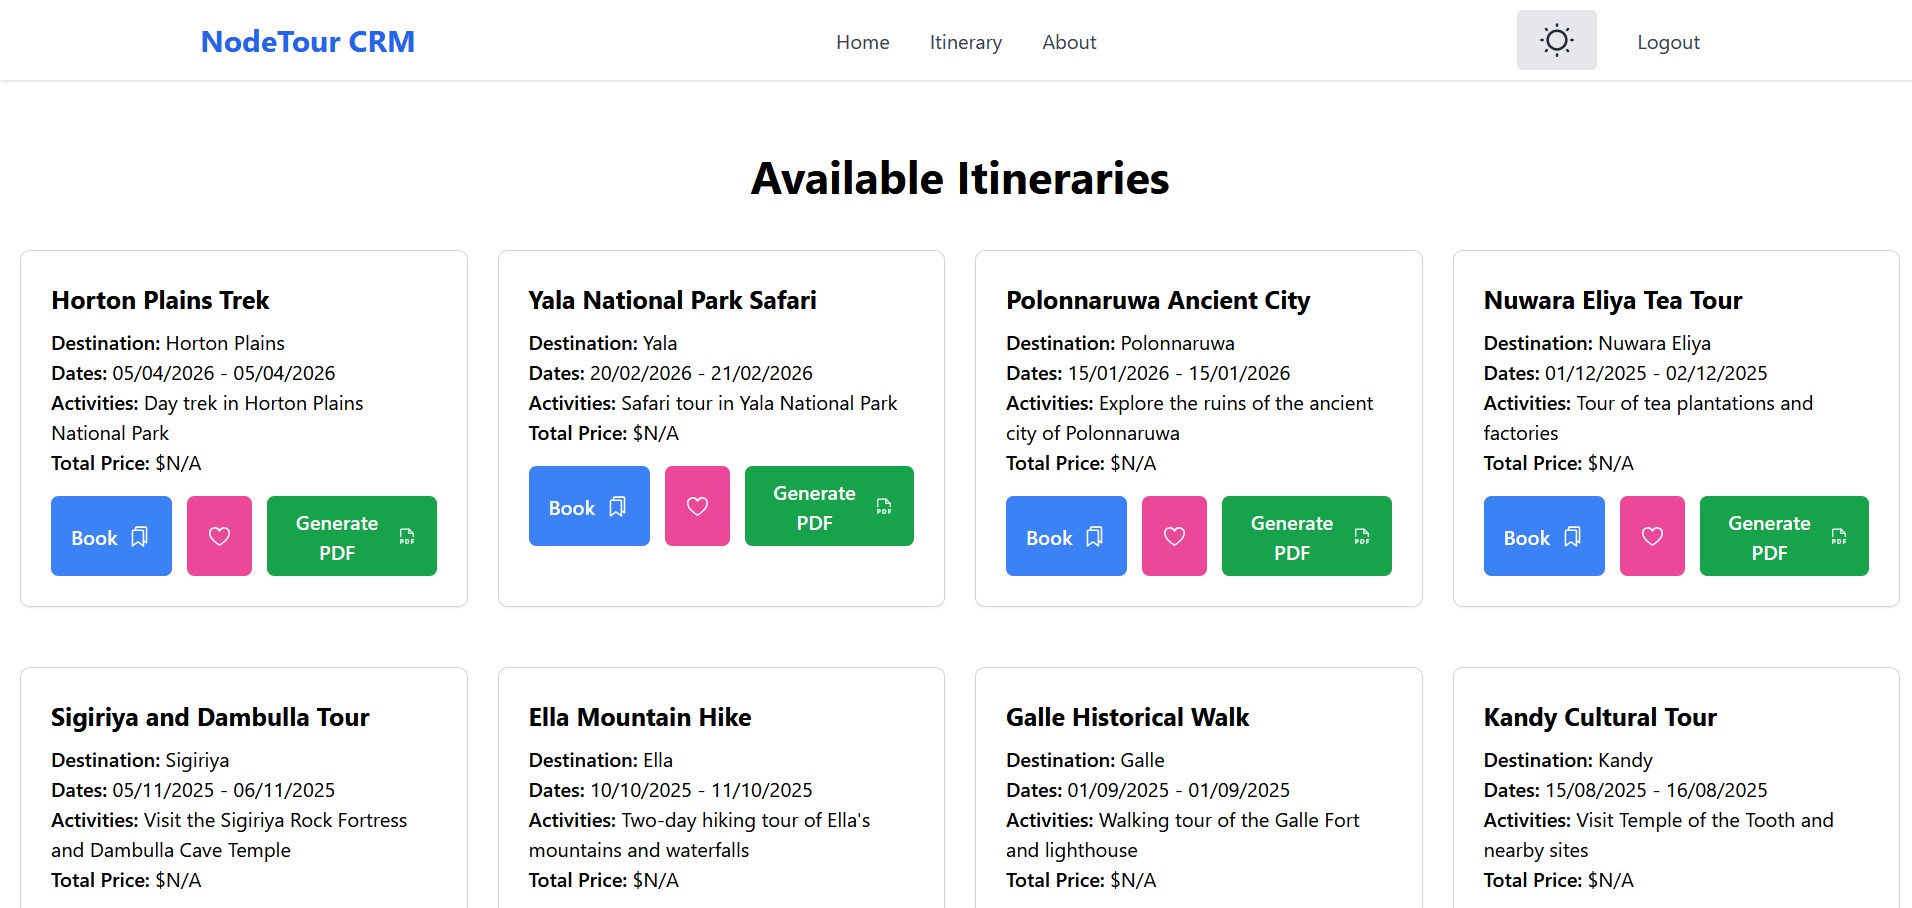 NodeTour CRM
Home
Itinerary
About
Logout
Available Itineraries
Horton Plains Trek
Destination: Horton Plains
Dates: 05/04/2026 - 05/04/2026
Activities: Day trek in Horton Plains
National Park
Total Price: $N/A
Book
Generate
PDF
PDF
Yala National Park Safari
Destination: Yala
Dates: 20/02/2026 - 21/02/2026
Activities: Safari tour in Yala National Park
Total Price: $N/A
Book
Generate
PDF
PDF
Polonnaruwa Ancient City
Destination: Polonnaruwa
Dates: 15/01/2026 - 15/01/2026
Activities: Explore the ruins of the ancient
city of Polonnaruwa
Total Price: $N/A
Book
Generate
PDF
PDF
Nuwara Eliya Tea Tour
Destination: Nuwara Eliya
Dates: 01/12/2025 - 02/12/2025
Activities: Tour of tea plantations and
factories
Total Price: $N/A
Book
Generate
PDF
PDF
Sigiriya and Dambulla Tour
Destination: Sigiriya
Dates: 05/11/2025 - 06/11/2025
Activities: Visit the Sigiriya Rock Fortress
and Dambulla Cave Temple
Total Price: $N/A
Ella Mountain Hike
Destination: Ella
Dates: 10/10/2025 - 11/10/2025
Activities: Two-day hiking tour of Ella's
mountains and waterfalls
Total Price: $N/A
Galle Historical Walk
Destination: Galle
Dates: 01/09/2025 - 01/09/2025
Activities: Walking tour of the Galle Fort
and lighthouse
Total Price: $N/A
Kandy Cultural Tour
Destination: Kandy
Dates: 15/08/2025 - 16/08/2025
Activities: Visit Temple of the Tooth and
nearby sites
Total Price: $N/A